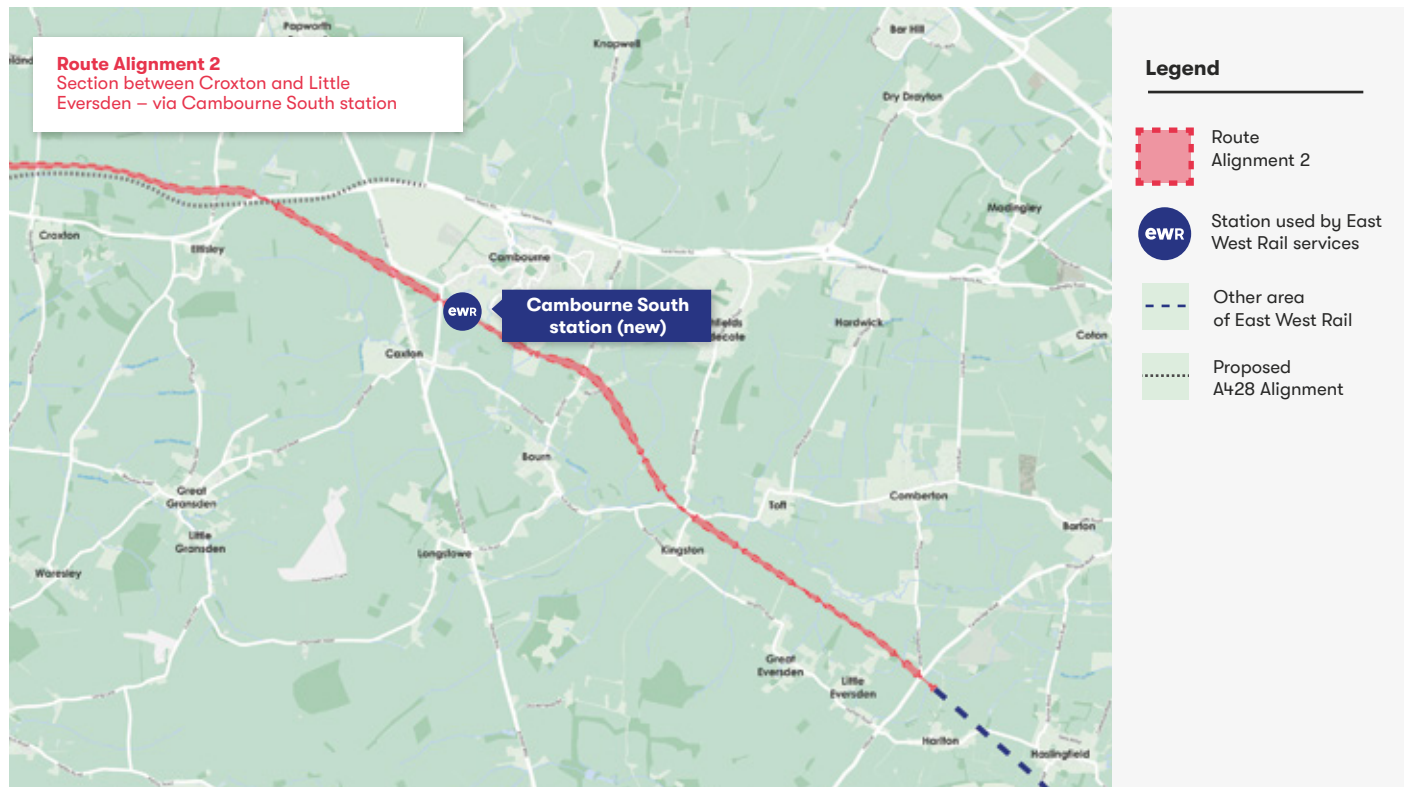 Papworth
Knapwell
Bar Hill
Route Alignment 2
Section between Croxton and Little
Eversden – via Cambourne South station
Dry Drayton
Madingley
Croxton
Eltisley
Cambourne
Cambourne South
station (new)
ewR
Hardwick
Coton
Caxton
Bourn
Great
Gransden
Toft
Comberton
Barton
Little
Gransden
Longstowe
Kingston
Waresley
Great
Eversden
Little
Eversden
Harlton
Haslingfield
Legend
Route
Alignment 2
ewR
Station used by East
West Rail services
Other area
of East West Rail
Proposed
A428 Alignment